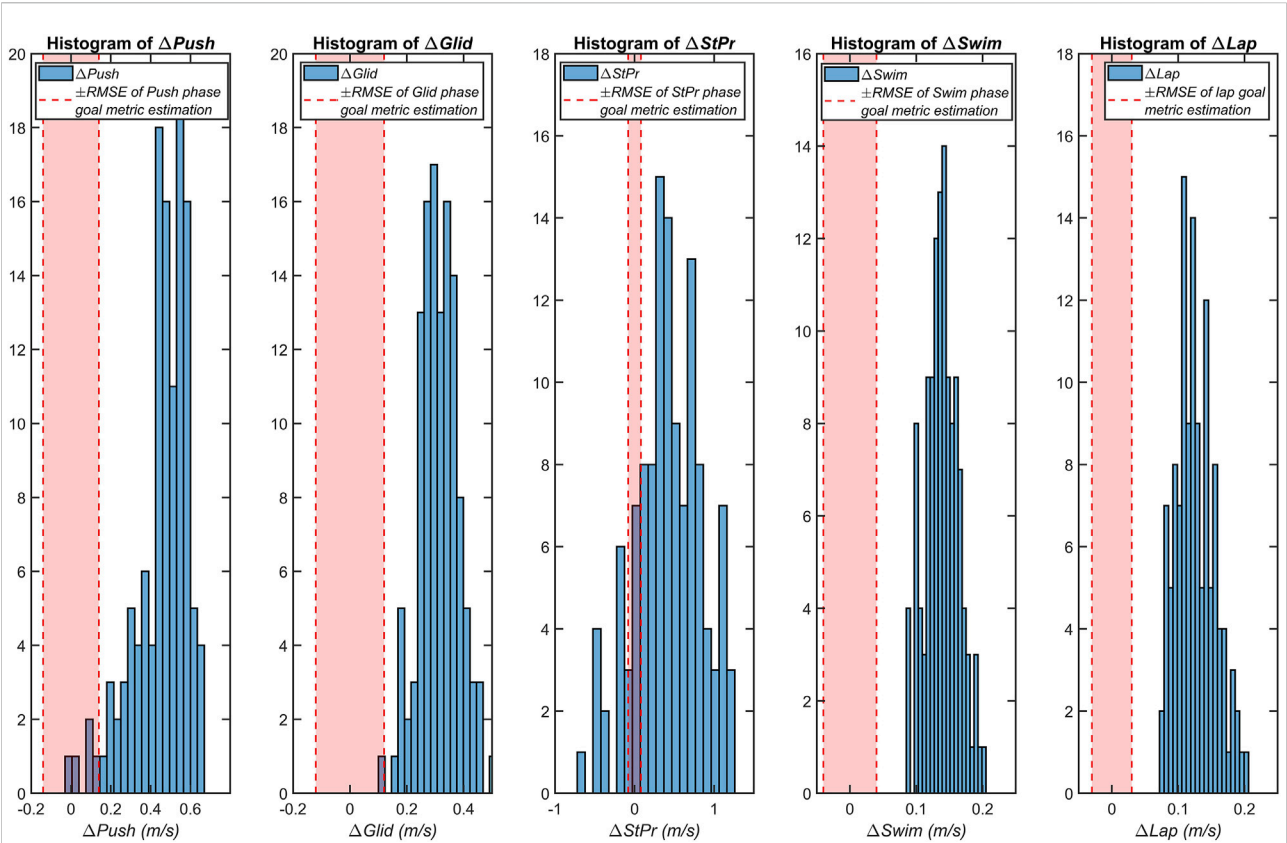 Histogram of ΔPush
20
18
16
14
12
10
8
6
4
2
0
-0.2 0 0.2 0.4 0.6
ΔPush (m/s)
ΔPush
±RMSE of Push phase
goal metric estimation
Histogram of ΔGlid
20
18
16
14
12
10
8
6
4
2
0
-0.2 0 0.2 0.4
ΔGlid (m/s)
ΔGlid
±RMSE of Glid phase
goal metric estimation
Histogram of ΔStPr
18
16
14
12
10
8
6
4
2
0
-1 0 1
ΔStPr (m/s)
ΔStPr
±RMSE of StPr phase
goal metric estimation
Histogram of ΔSwim
16
14
12
10
8
6
4
2
0
0 0.1 0.2
ΔSwim (m/s)
ΔSwim
±RMSE of Swim phase
goal metric estimation
Histogram of ΔLap
18
16
14
12
10
8
6
4
2
0
0 0.1 0.2
ΔLap (m/s)
ΔLap
±RMSE of lap goal
metric estimation